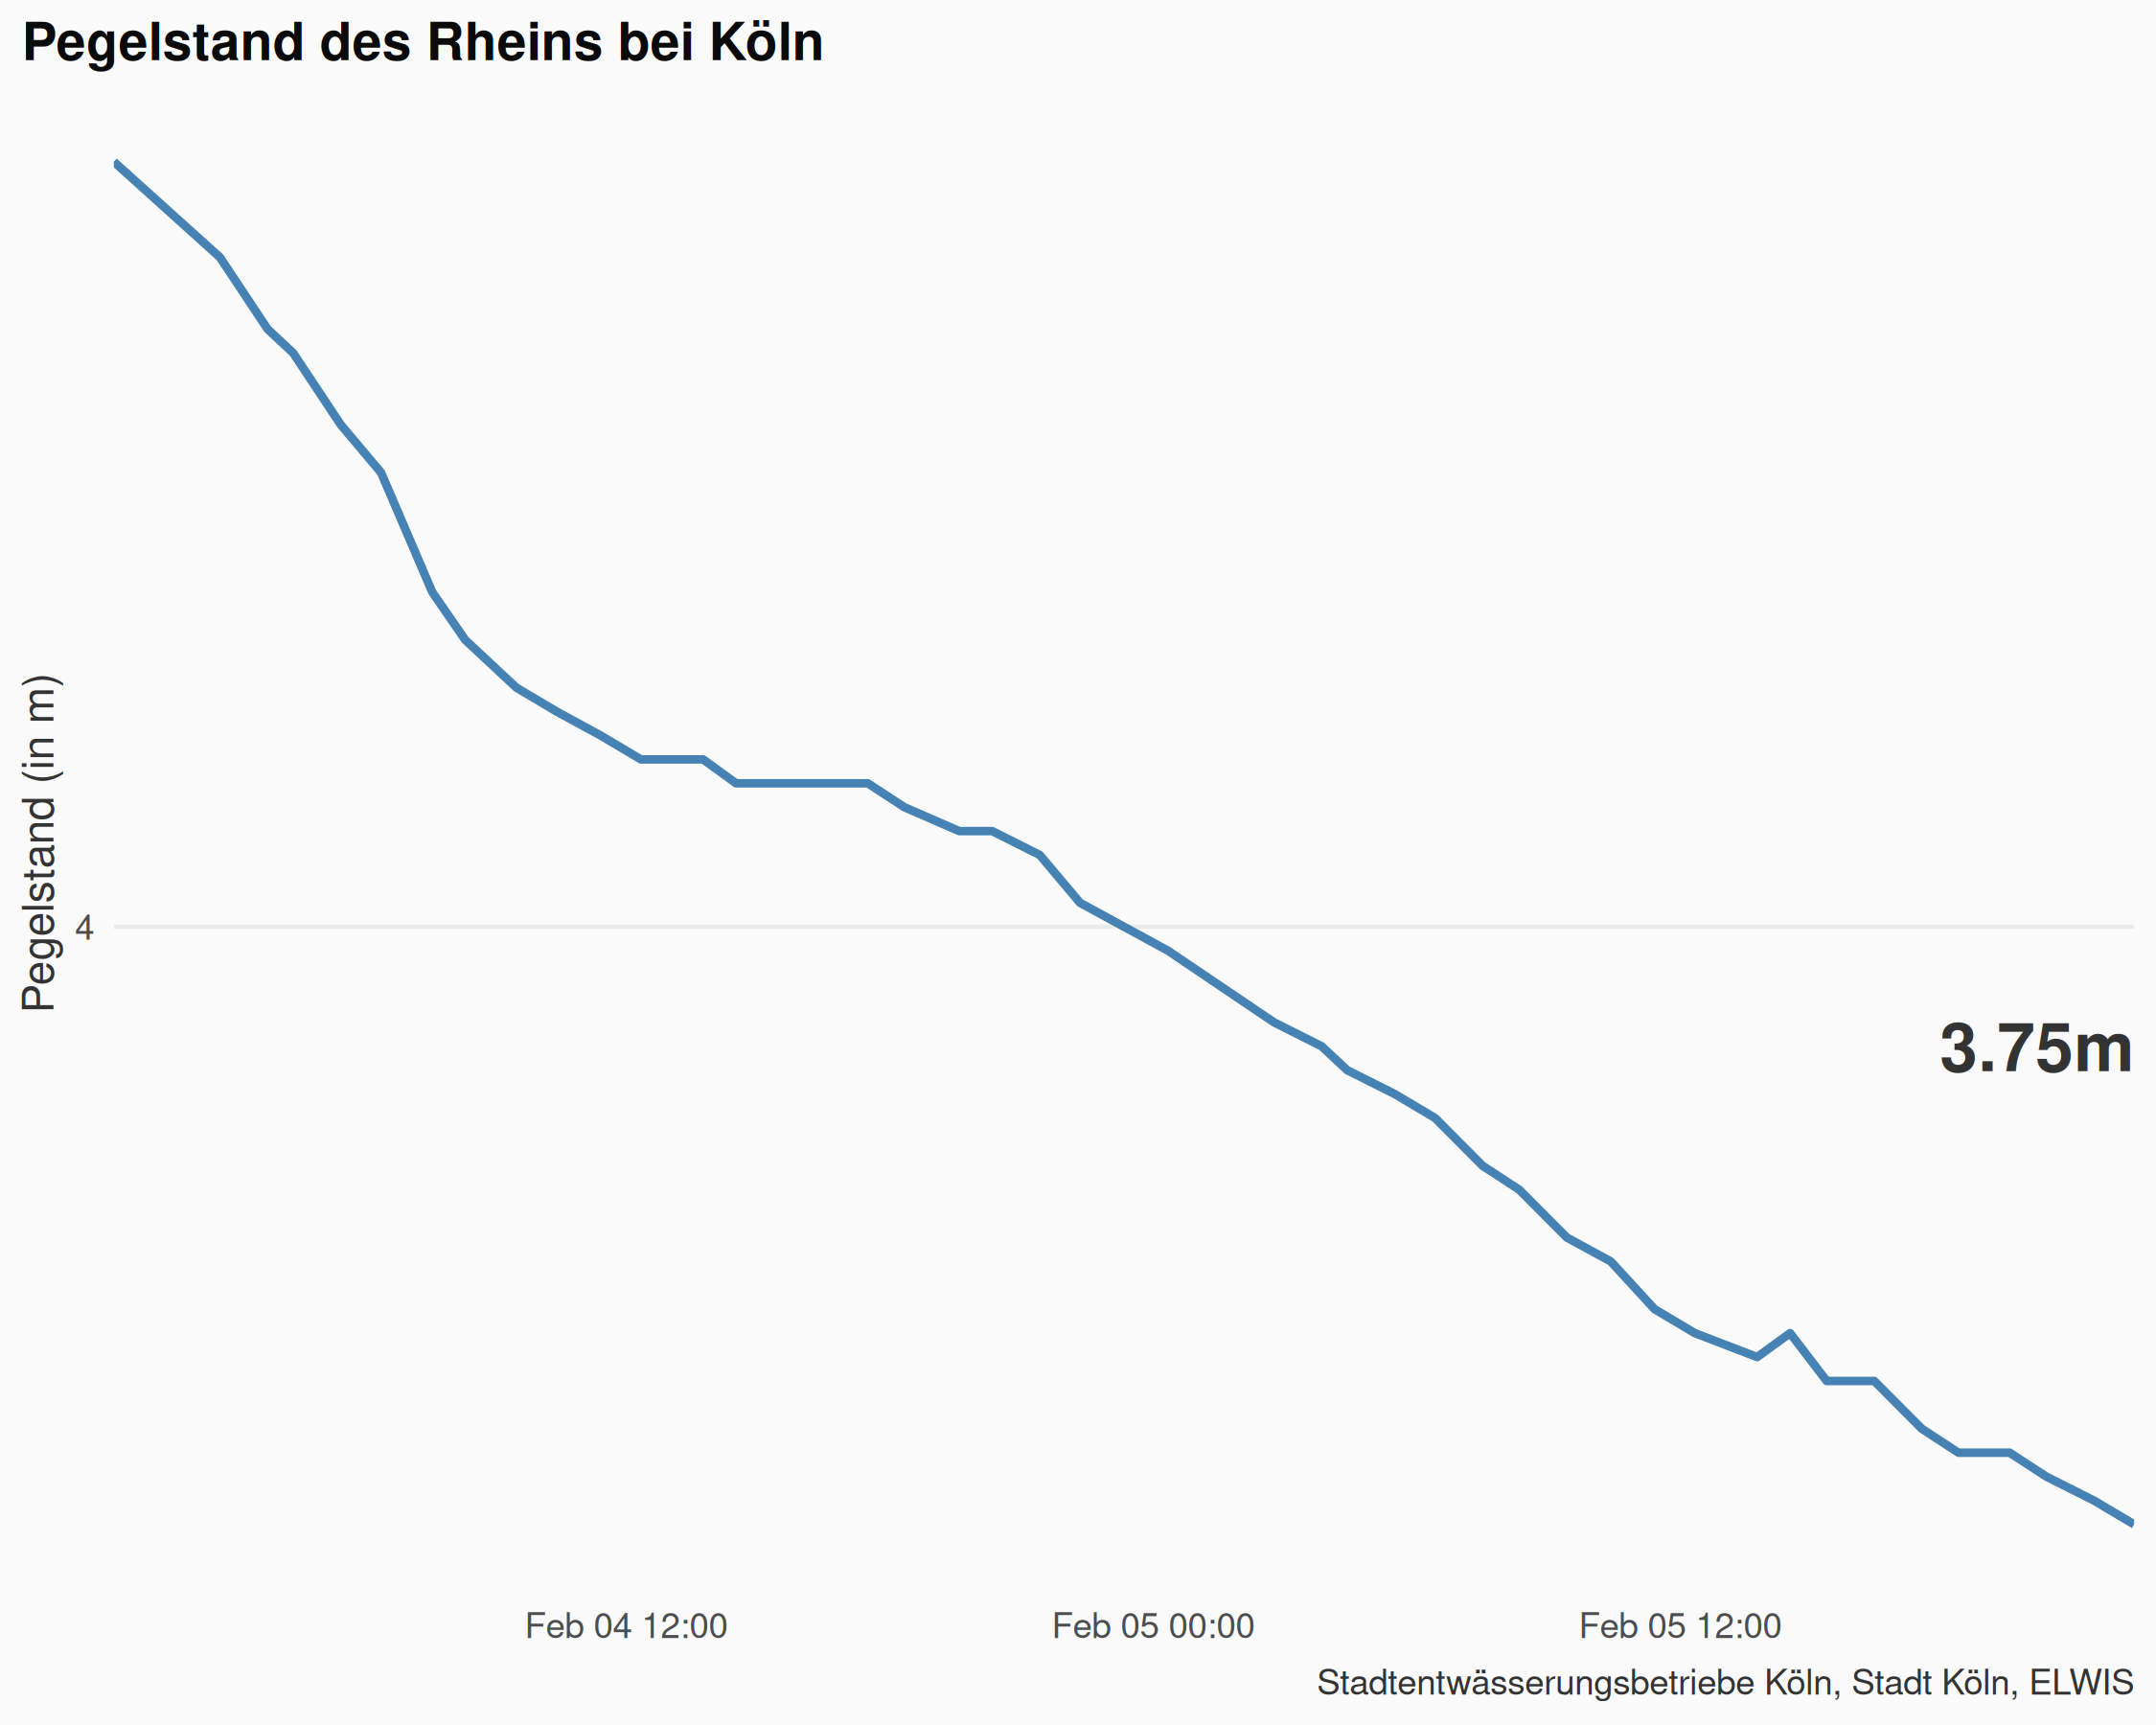 Pegelstand des Rheins bei Köln
Pegelstand (in m)
4
3.75m
Feb 04 12:00
Feb 05 00:00
Feb 05 12:00
Stadtentwässerungsbetriebe Köln, Stadt Köln, ELWIS